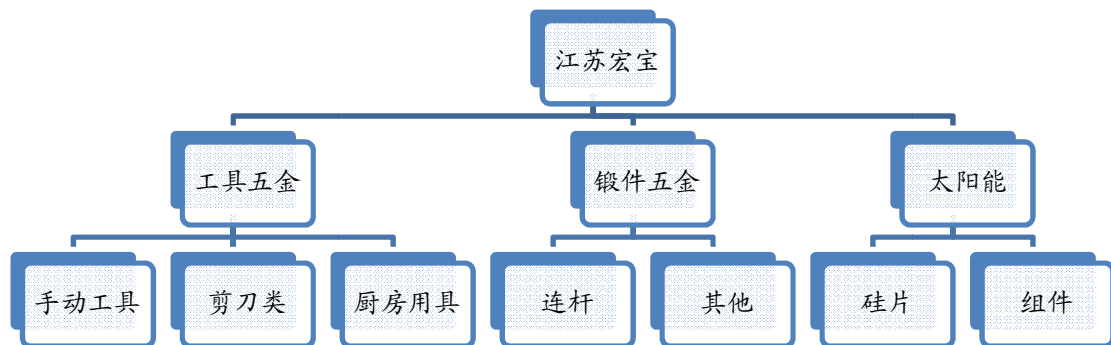 江苏宏宝
工具五金
锻件五金
太阳能
手动工具
剪刀类
厨房用具
连杆
其他
硅片
组件